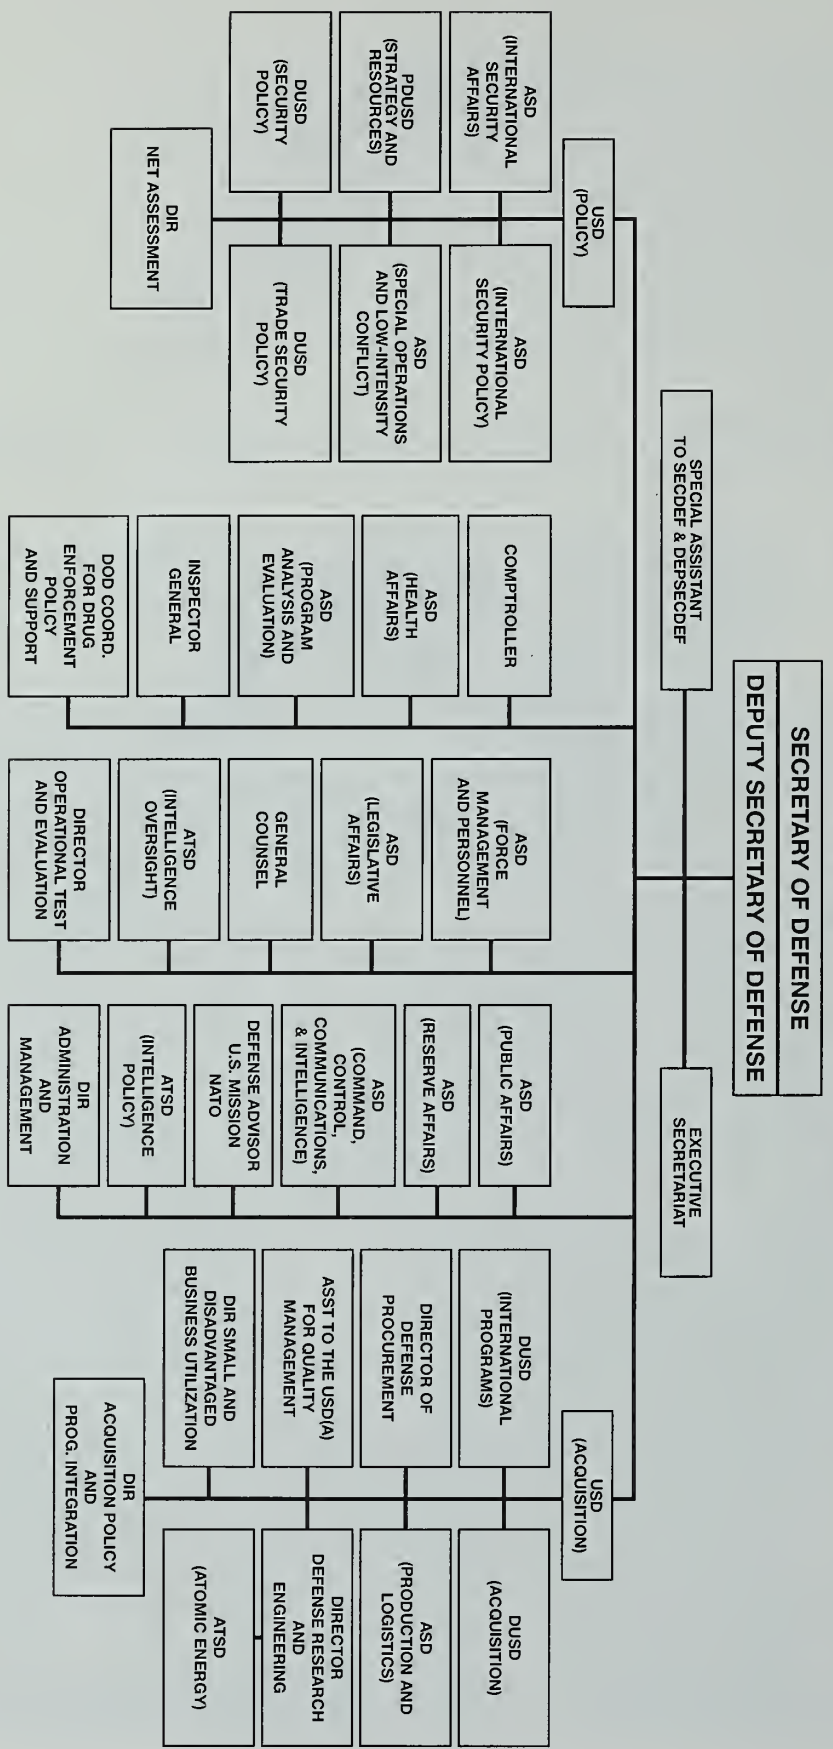 SECRETARY OF DEFENSE
DEPUTY SECRETARY OF DEFENSE
SPECIAL ASSISTANT
TO SECDEF & DEPSECDEF
EXECUTIVE
SECRETARIAT
USD
(POLICY)
ASD
(INTERNATIONAL
SECURITY
AFFAIRS)
ASD
(INTERNATIONAL
SECURITY POLICY)
PDUSD
(STRATEGY AND
RESOURCES)
ASD
(SPECIAL OPERATIONS
AND LOW-INTENSITY
CONFLICT)
DUSD
(SECURITY
POLICY)
DUSD
(TRADE SECURITY
POLICY)
DIR
NET ASSESSMENT
COMPTROLLER
ASD
(HEALTH
AFFAIRS)
ASD
(PROGRAM
ANALYSIS AND
EVALUATION)
INSPECTOR
GENERAL
DOD COORD.
FOR DRUG
ENFORCEMENT
POLICY
AND SUPPORT
ASD
(FORCE
MANAGEMENT
AND PERSONNEL)
ASD
(LEGISLATIVE
AFFAIRS)
GENERAL
COUNSEL
ATSD
(INTELLIGENCE
OVERSIGHT)
DIRECTOR
OPERATIONAL TEST
AND EVALUATION
ASD
(PUBLIC AFFAIRS)
ASD
(RESERVE AFFAIRS)
ASD
(COMMAND,
CONTROL,
COMMUNICATIONS,
& INTELLIGENCE)
DEFENSE ADVISOR
U.S. MISSION
NATO
ATSD
(INTELLIGENCE
POLICY)
DIR
ADMINISTRATION
AND
MANAGEMENT
USD
(ACQUISITION)
DUSD
(INTERNATIONAL
PROGRAMS)
DUSD
(ACQUISITION)
DIRECTOR OF
DEFENSE
PROCUREMENT
ASD
(PRODUCTION AND
LOGISTICS)
ASST TO THE USD(A)
FOR QUALITY
MANAGEMENT
DIRECTOR
DEFENSE RESEARCH
AND
ENGINEERING
DIR SMALL AND
DISADVANTAGED
BUSINESS UTILIZATION
ATSD
(ATOMIC ENERGY)
DIR
ACQUISITION POLICY
AND
PROG. INTEGRATION